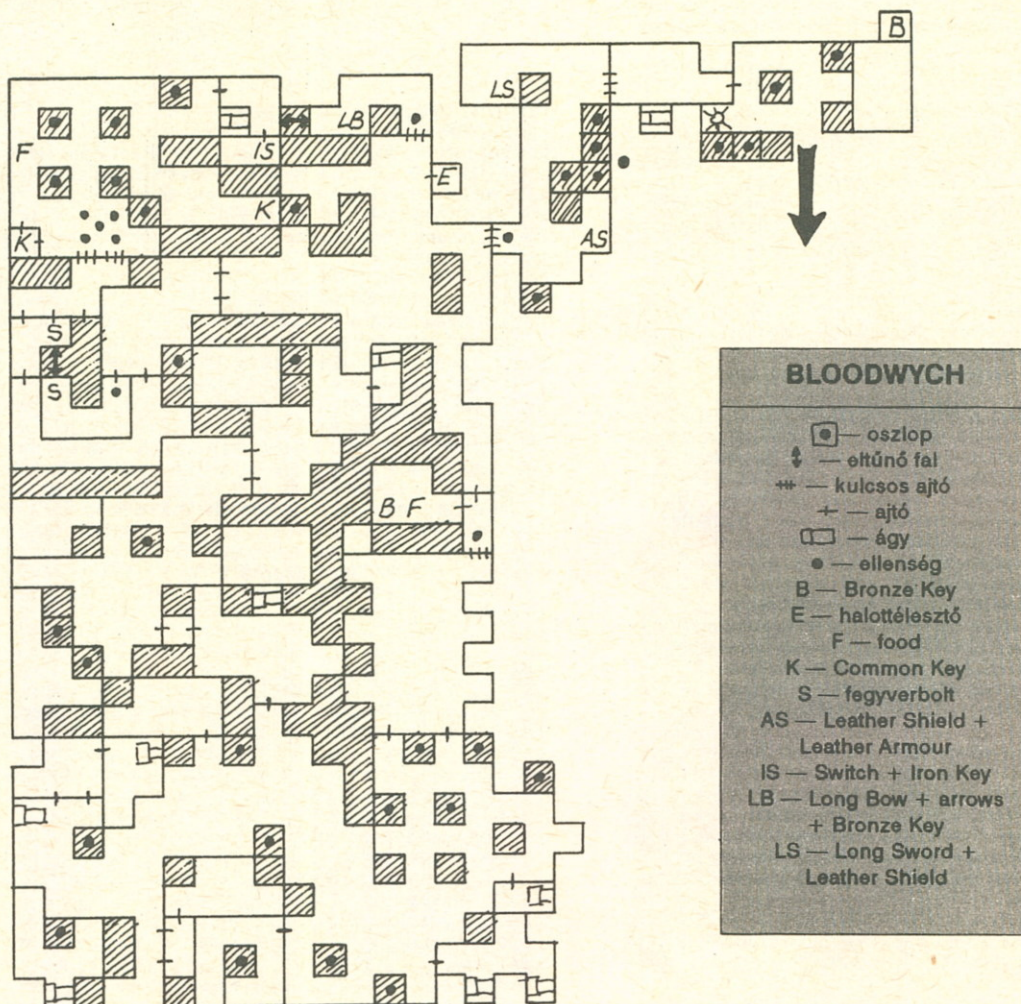 B
LS
LB
F
IS
E
K
AS
K
S
S
B F
BLOODWYCH
— oszlop
— eltűnő fal
— kulcsos ajtó
— ajtó
— ágy
— ellenség
B — Bronze Key
E — halottélesztő
F — food
K — Common Key
S — fegyverbolt
AS — Leather Shield +
Leather Armour
IS — Switch + Iron Key
LB — Long Bow + arrows
+ Bronze Key
LS — Long Sword +
Leather Shield